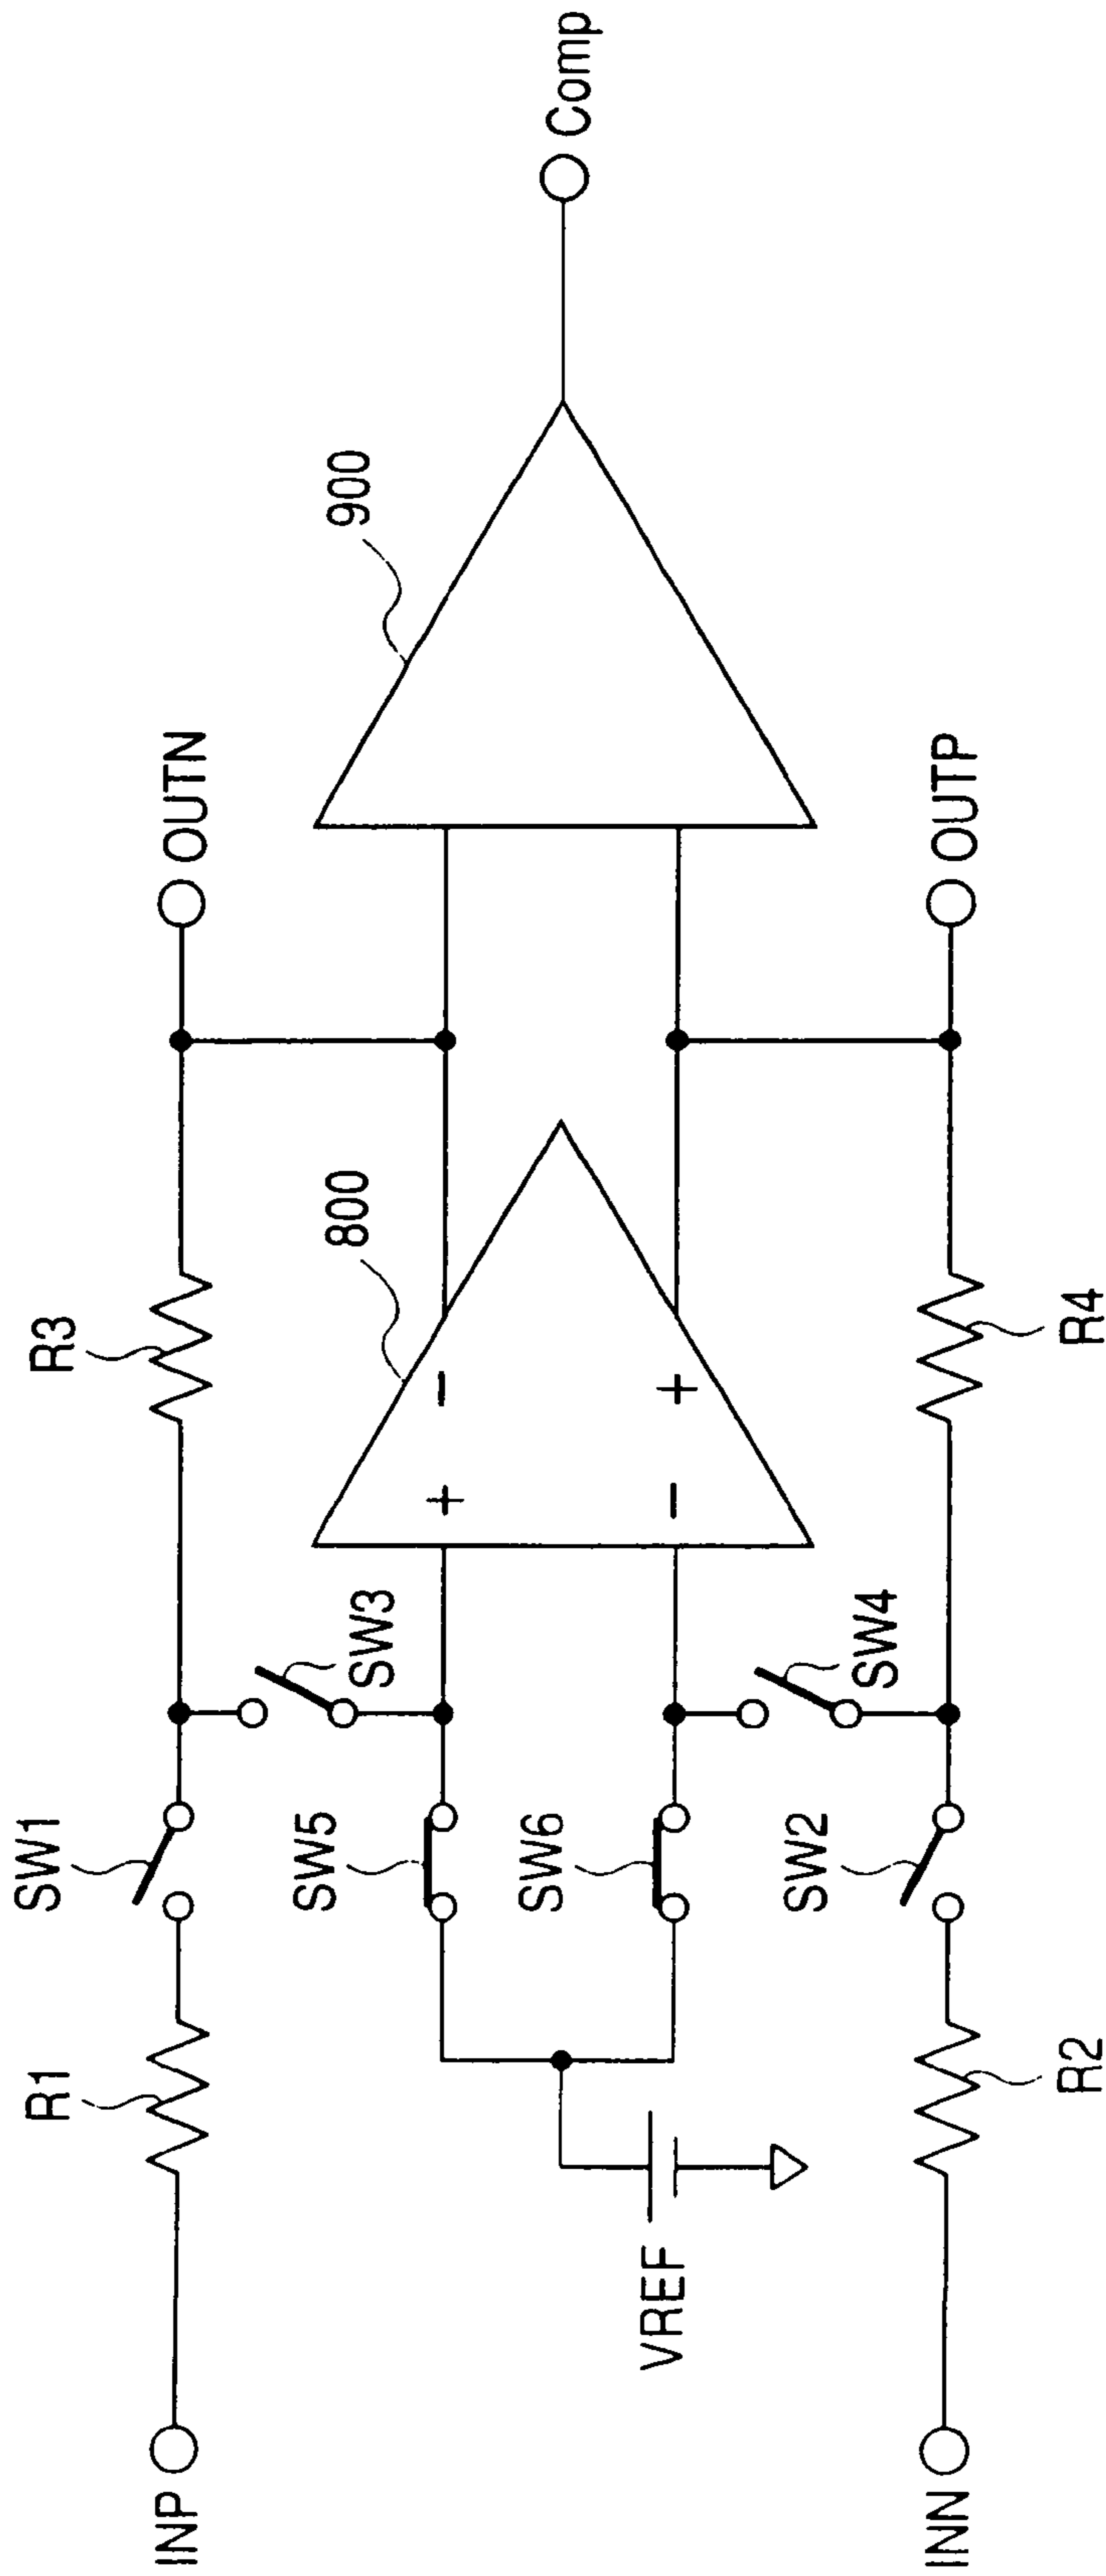 INP
R1
SW1
R3
OUTN
SW3
SW5
800
900
+
−
Comp
VREF
SW6
−
+
SW4
INN
R2
SW2
R4
OUTP